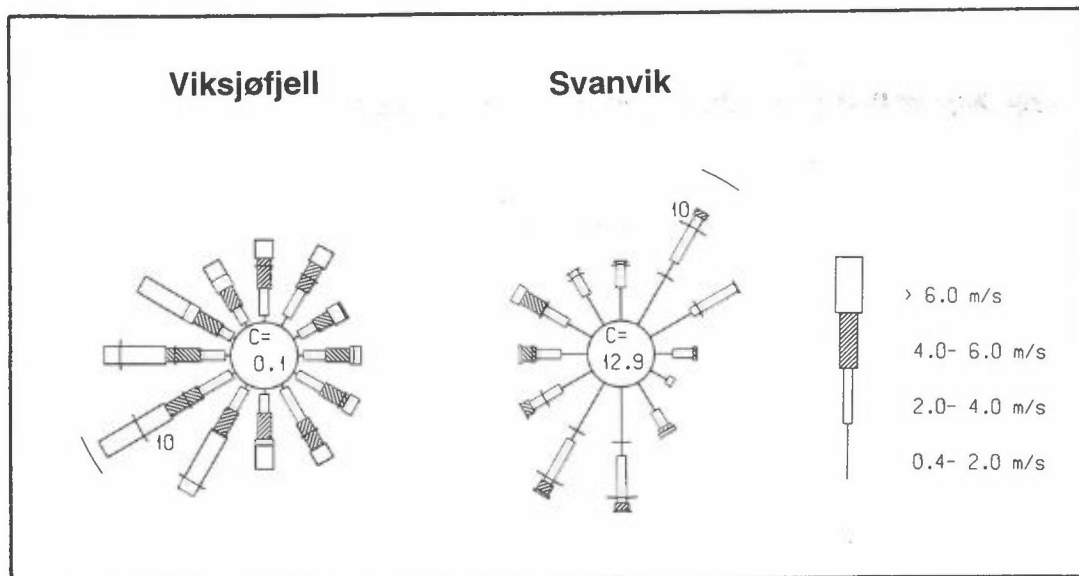 Viksjøfjell
Svanvik
C=
0.1
10
C=
12.9
10
> 6.0 m/s
4.0- 6.0 m/s
2.0- 4.0 m/s
0.4- 2.0 m/s